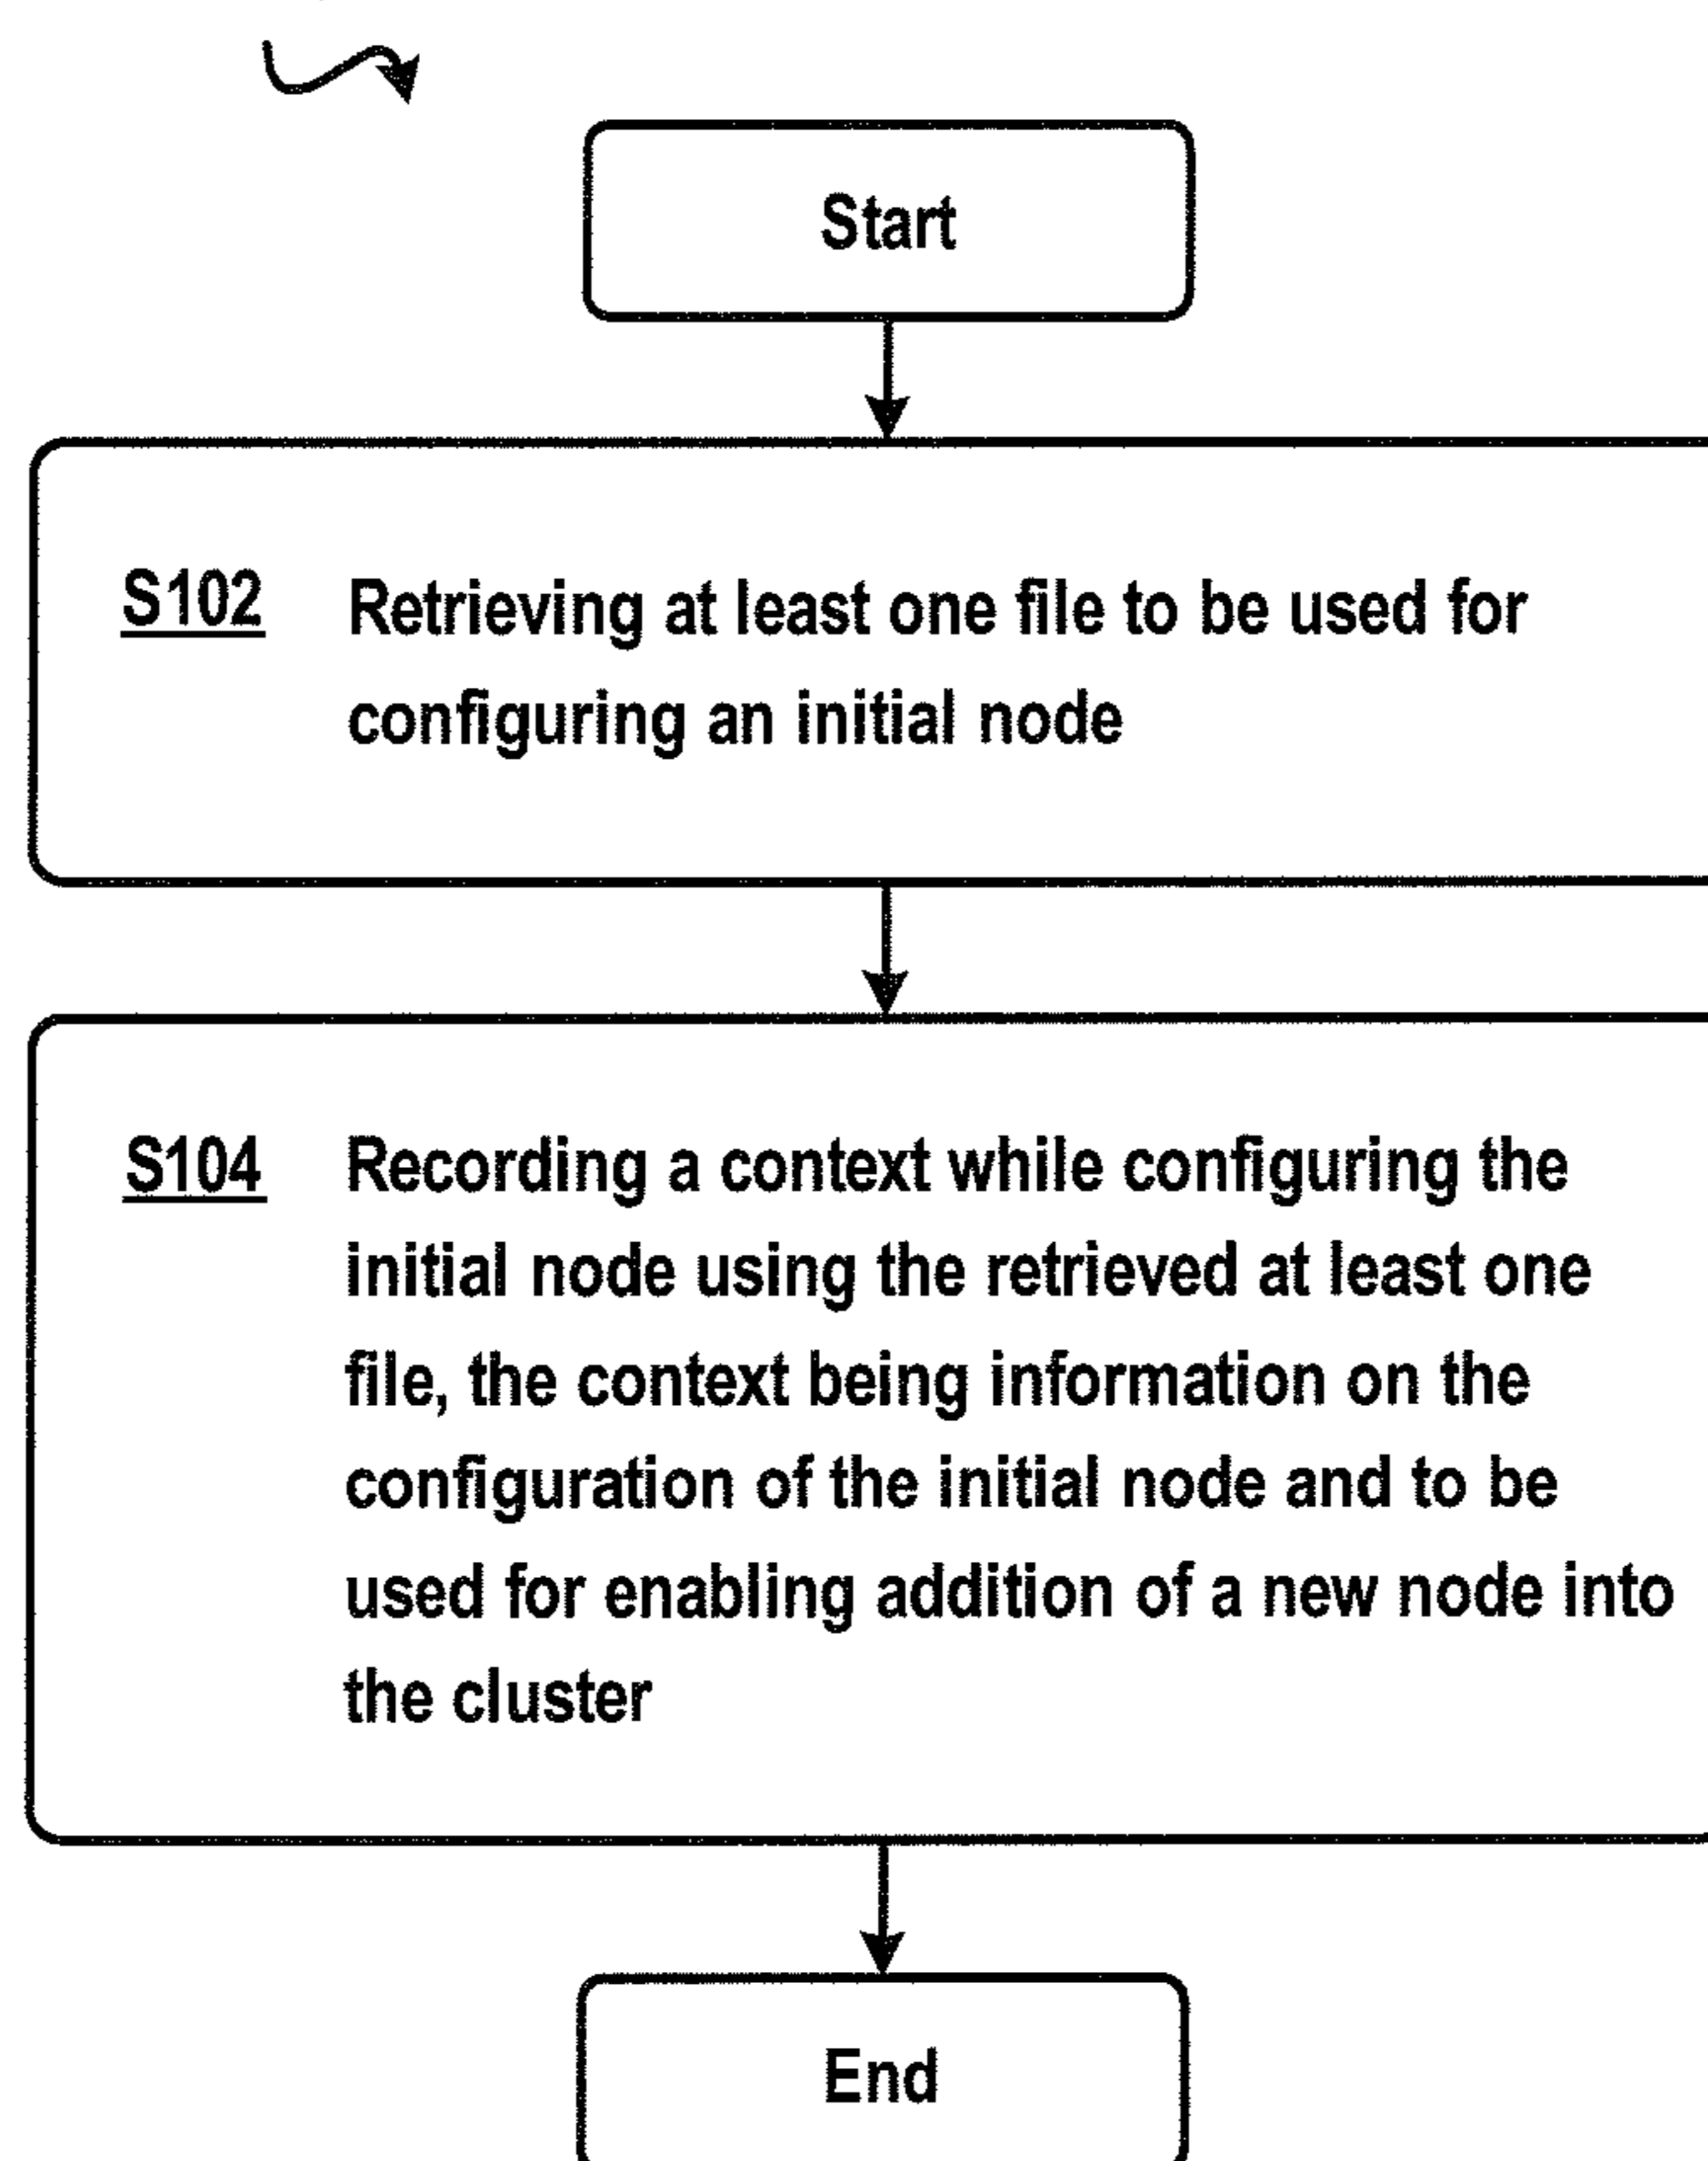 Start
S102 Retrieving at least one file to be used for
configuring an initial node
S104 Recording a context while configuring the
initial node using the retrieved at least one
file, the context being information on the
configuration of the initial node and to be
used for enabling addition of a new node into
the cluster
End